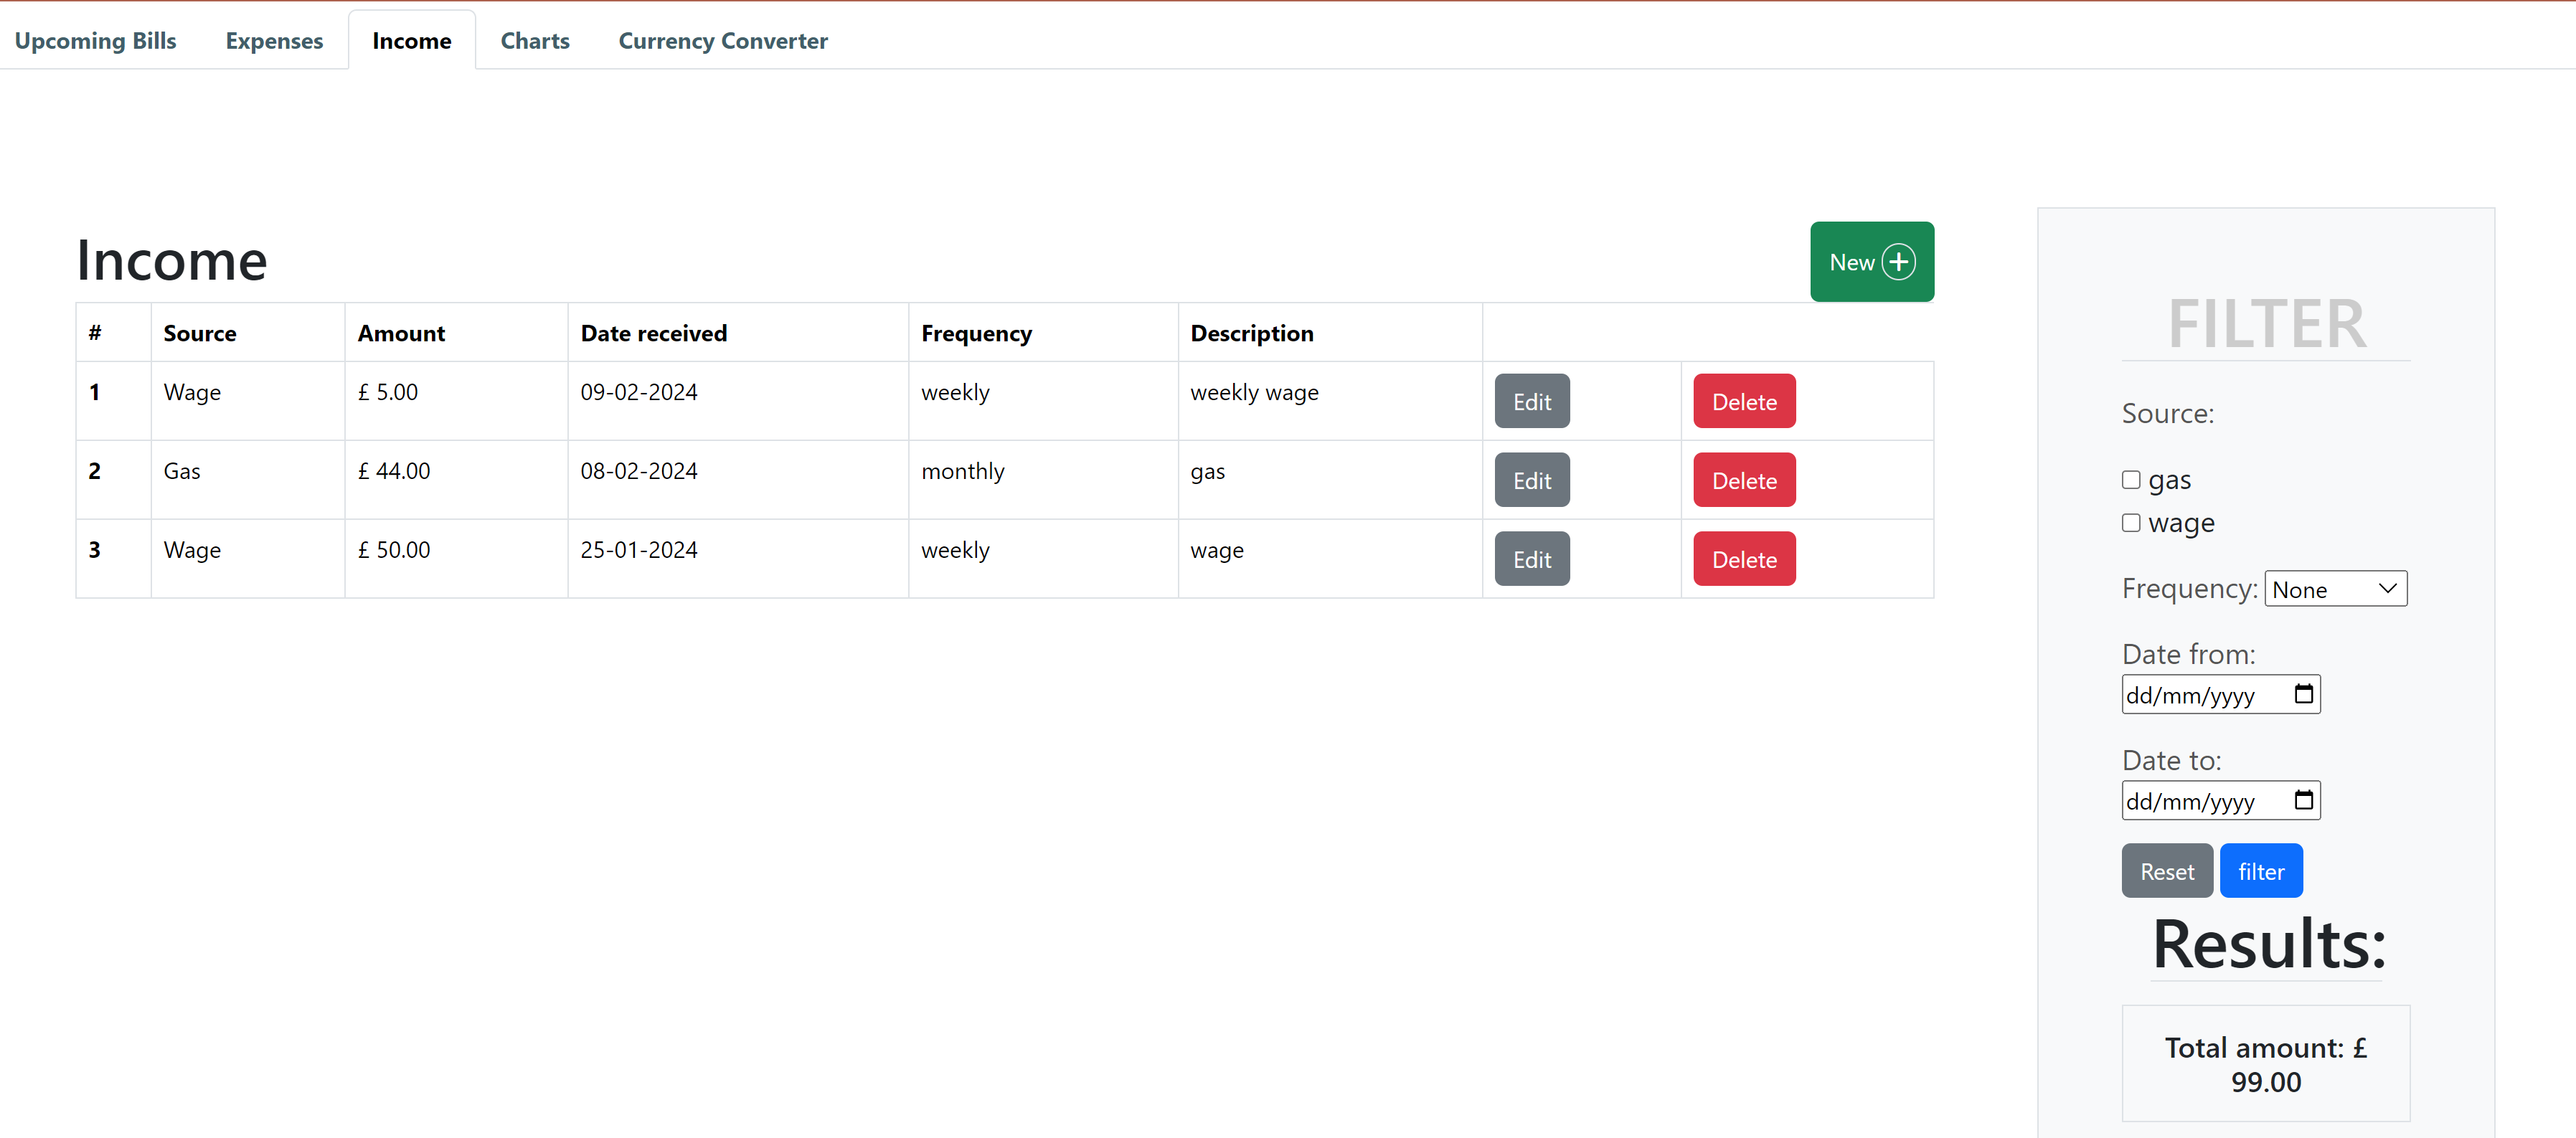 Upcoming Bills Expenses Income Charts Currency Converter
Income
New
# Source Amount Date received Frequency Description
1 Wage £ 5.00 09-02-2024 weekly weekly wage Edit Delete
2 Gas £ 44.00 08-02-2024 monthly gas Edit Delete
3 Wage £ 50.00 25-01-2024 weekly wage Edit Delete
FILTER
Source:
gas
wage
Frequency: None
Date from:
dd/mm/yyyy
Date to:
dd/mm/yyyy
Reset filter
Results:
Total amount: £
99.00